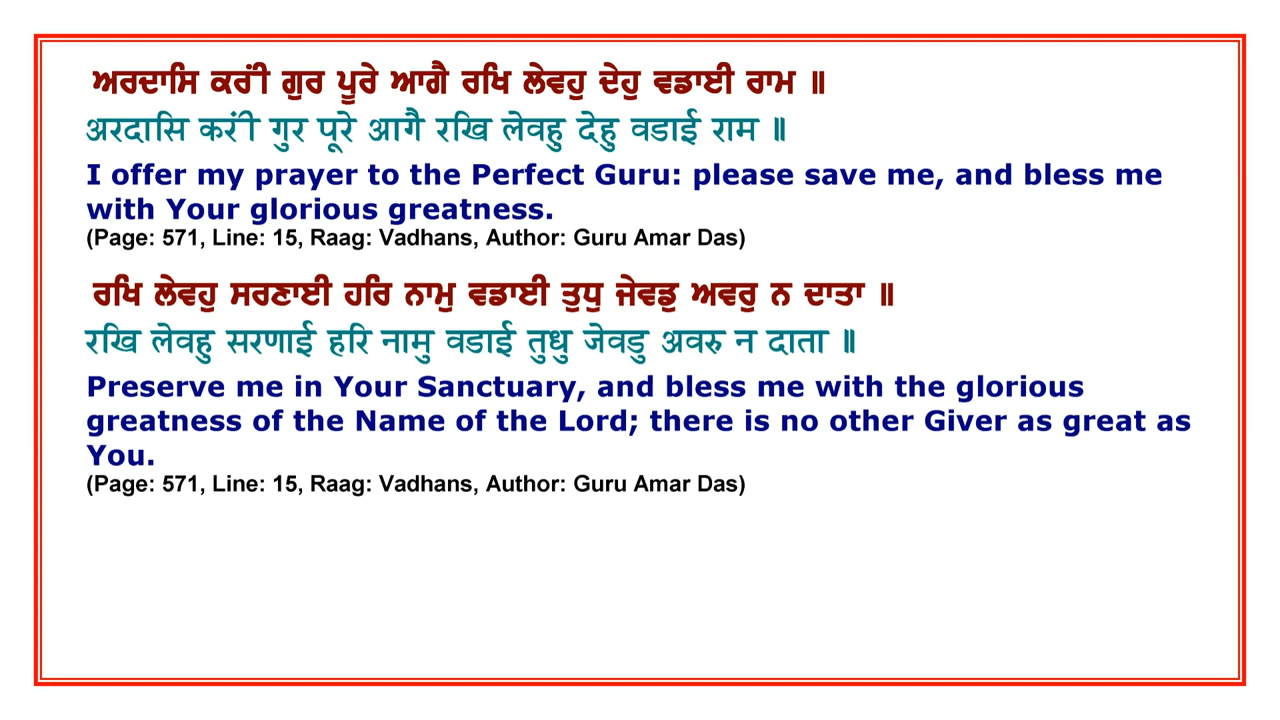 ਅਰਦਾਸਿ ਕਰੀਂ ਗੁਰ ਪੂਰੇ ਆਗੈ ਰਖਿ ਲੇਵਹੁ ਦੇਹੁ ਵਡਾਈ ਰਾਮ ॥
अरदासि करीं गुर पूरे आगै रखि लेवहु देहु वडाई राम ॥
I offer my prayer to the Perfect Guru: please save me, and bless me
with Your glorious greatness.
(Page: 571, Line: 15, Raag: Vadhans, Author: Guru Amar Das)
ਰਖਿ ਲੇਵਹੁ ਸਰਣਾਈ ਹਰਿ ਨਾਮੁ ਵਡਾਈ ਤੁਧੁ ਜੇਵਡੁ ਅਵਰੁ ਨ ਦਾਤਾ ॥
रखि लेवहु सरणाई हरि नामु वडाई तुधु जेवडु अवरु न दाता ॥
Preserve me in Your Sanctuary, and bless me with the glorious
greatness of the Name of the Lord; there is no other Giver as great as
You.
(Page: 571, Line: 15, Raag: Vadhans, Author: Guru Amar Das)